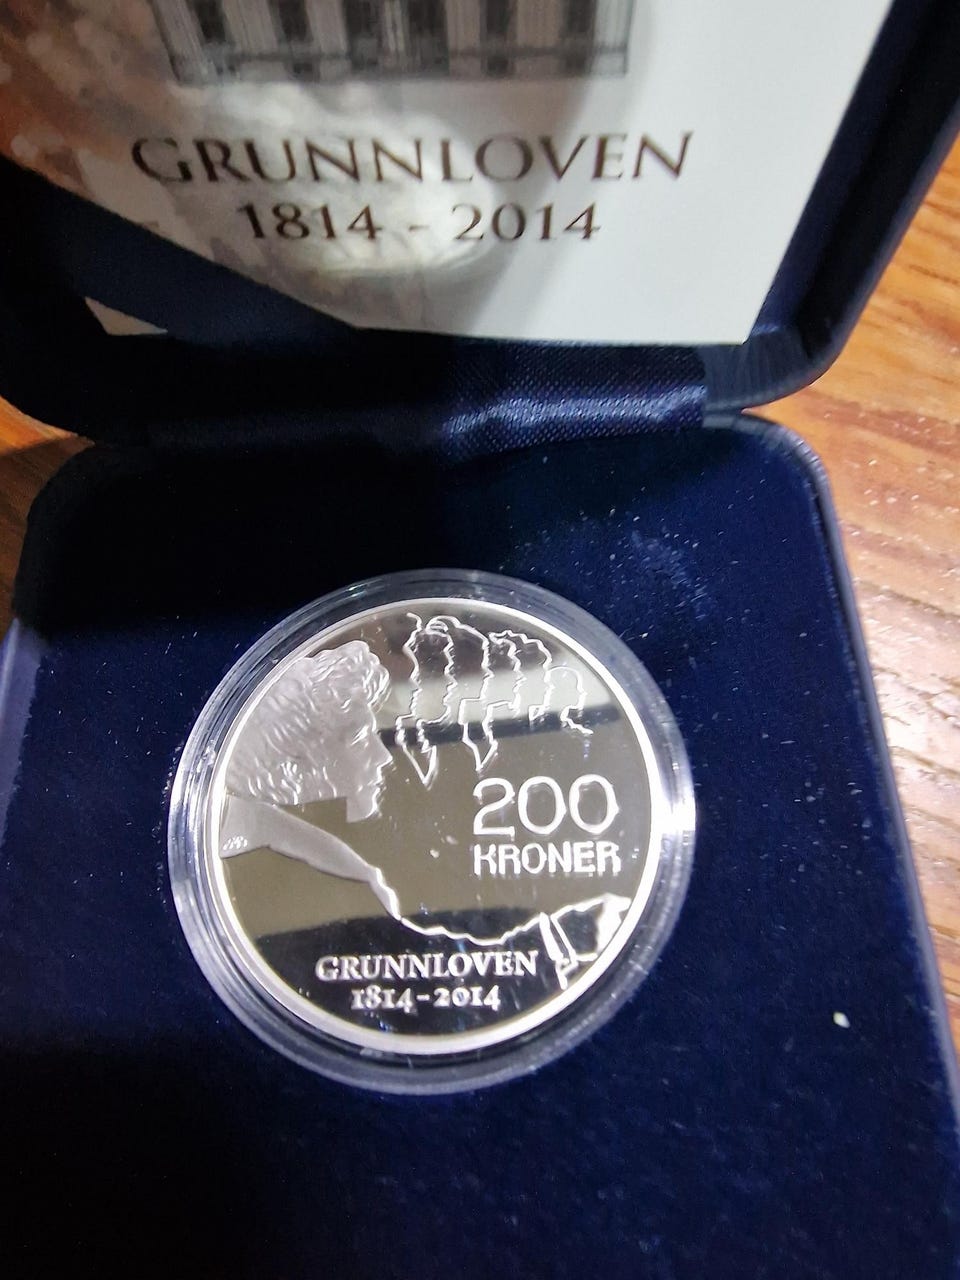 GRUNNLOVEN
1814 - 2014
200
KRONER
GRUNNLOVEN
1814-2014